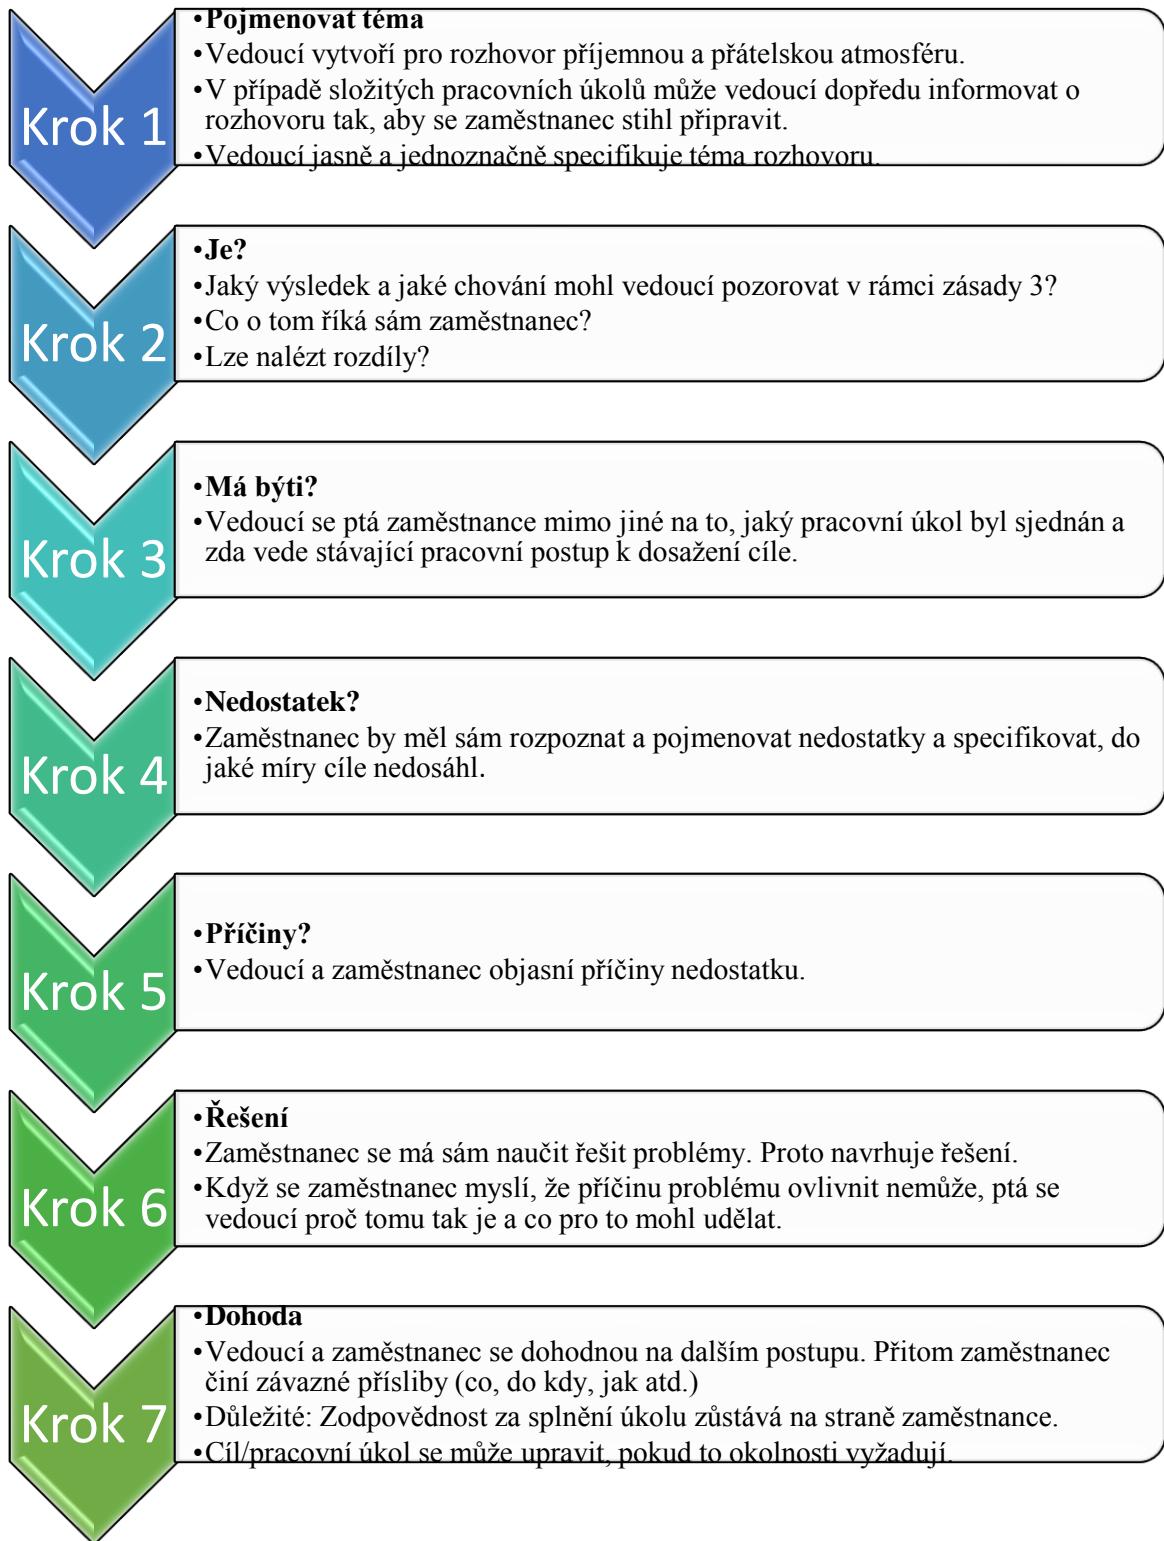 Krok 1
•Pojmenovat téma
•Vedoucí vytvoří pro rozhovor příjemnou a přátelskou atmosféru.
•V případě složitých pracovních úkolů může vedoucí dopředu informovat o
rozhovoru tak, aby se zaměstnanec stihl připravit.
•Vedoucí jasně a jednoznačně specifikuje téma rozhovoru.
Krok 2
•Je?
•Jaký výsledek a jaké chování mohl vedoucí pozorovat v rámci zásady 3?
•Co o tom říká sám zaměstnanec?
•Lze nalézt rozdíly?
Krok 3
•Má býti?
•Vedoucí se ptá zaměstnance mimo jiné na to, jaký pracovní úkol byl sjednán a
zda vede stávající pracovní postup k dosažení cíle.
Krok 4
•Nedostatek?
•Zaměstnanec by měl sám rozpoznat a pojmenovat nedostatky a specifikovat, do
jaké míry cíle nedosáhl.
Krok 5
•Příčiny?
•Vedoucí a zaměstnanec objasní příčiny nedostatku.
Krok 6
•Řešení
•Zaměstnanec se má sám naučit řešit problémy. Proto navrhuje řešení.
•Když se zaměstnanec myslí, že příčinu problému ovlivnit nemůže, ptá se
vedoucí proč tomu tak je a co pro to mohl udělat.
Krok 7
•Dohoda
•Vedoucí a zaměstnanec se dohodnou na dalším postupu. Přitom zaměstnanec
činí závazné přísliby (co, do kdy, jak atd.)
•Důležité: Zodpovědnost za splnění úkolu zůstává na straně zaměstnance.
•Cíl/pracovní úkol se může upravit, pokud to okolnosti vyžadují.